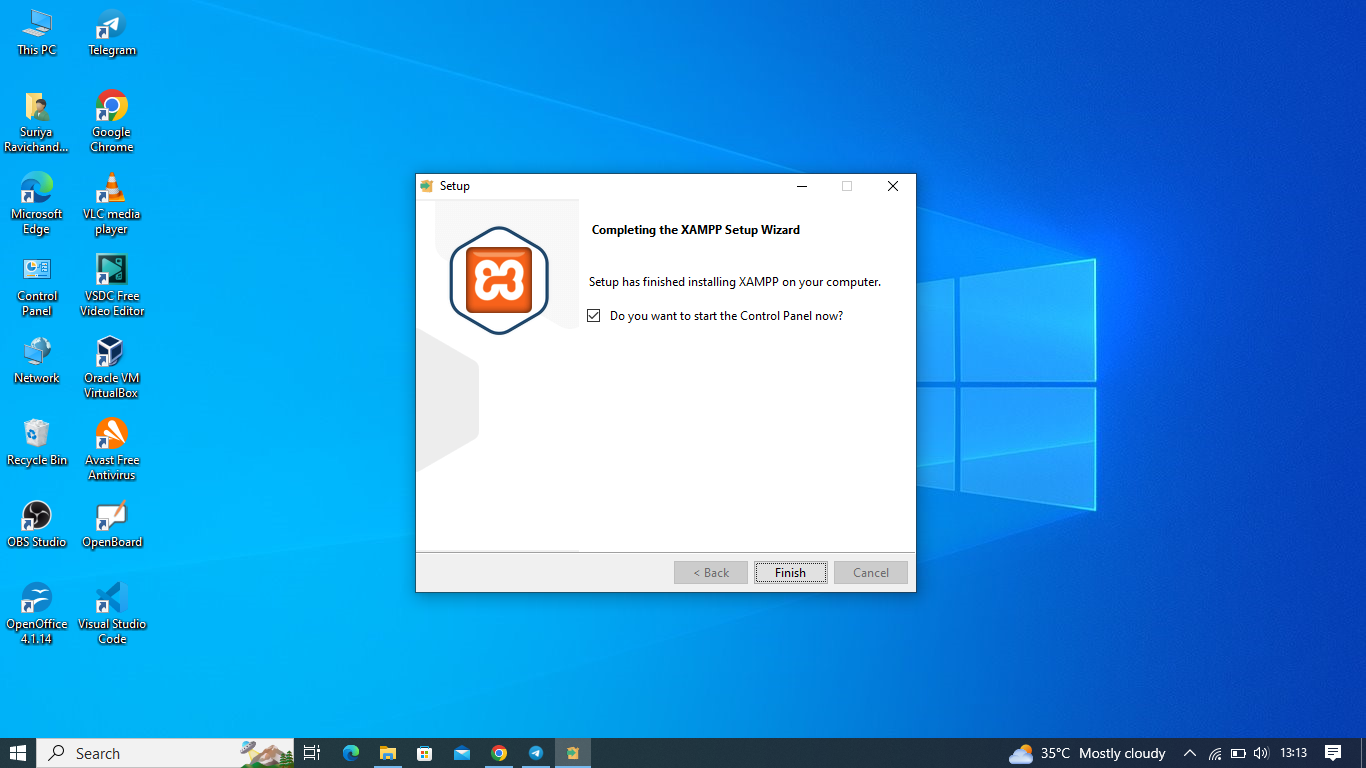 This PC
Telegram
Suriya
Ravichand...
Google
Chrome
Microsoft
Edge
VLC media
player
Control
Panel
VSDC Free
Video Editor
Network
Oracle VM
VirtualBox
Recycle Bin
Avast Free
Antivirus
OBS Studio
OpenBoard
OpenOffice
4.1.14
Visual Studio
Code
Setup
Completing the XAMPP Setup Wizard
Setup has finished installing XAMPP on your computer.
Do you want to start the Control Panel now?
< Back
Finish
Cancel
Search
35°C Mostly cloudy
13:13